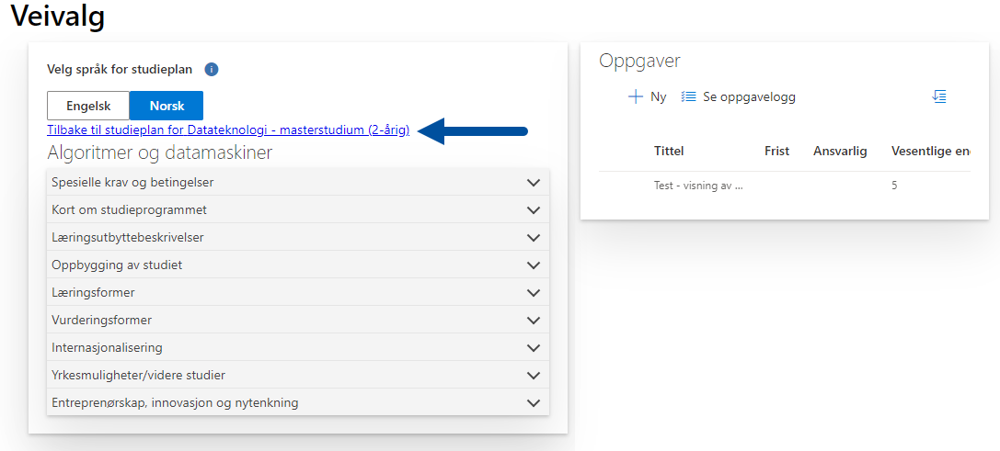 Veivalg
Velg språk for studieplan
Engelsk Norsk
Tilbake til studieplan for Datateknologi - masterstudium (2-årig)
Algoritmer og datamaskiner
Spesielle krav og betingelser
Kort om studieprogrammet
Læringsutbyttebeskrivelser
Oppbygging av studiet
Læringsformer
Vurderingsformer
Internasjonalisering
Yrkesmuligheter/videre studier
Entreprenørskap, innovasjon og nytenkning
Oppgaver
Ny Se oppgavelogg
Tittel Frist Ansvarlig Vesentlige en
Test - visning av ... 5